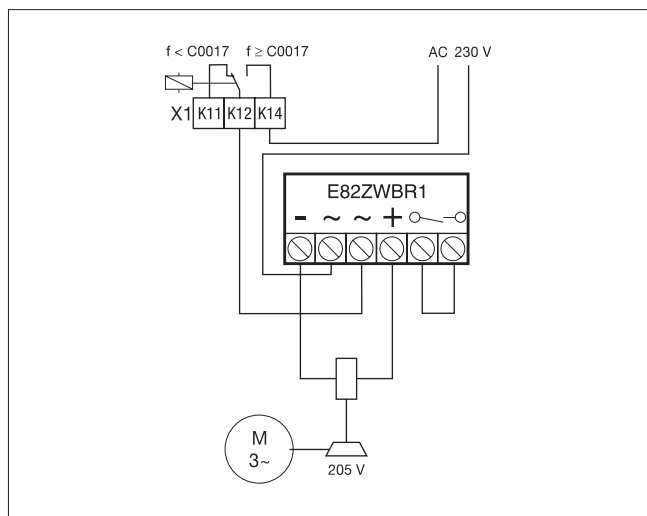 f < C0017 f ≥ C0017 AC 230 V
X1 K11 K12 K14
E82ZWBR1
- ~ ~ +
M
3~
205 V